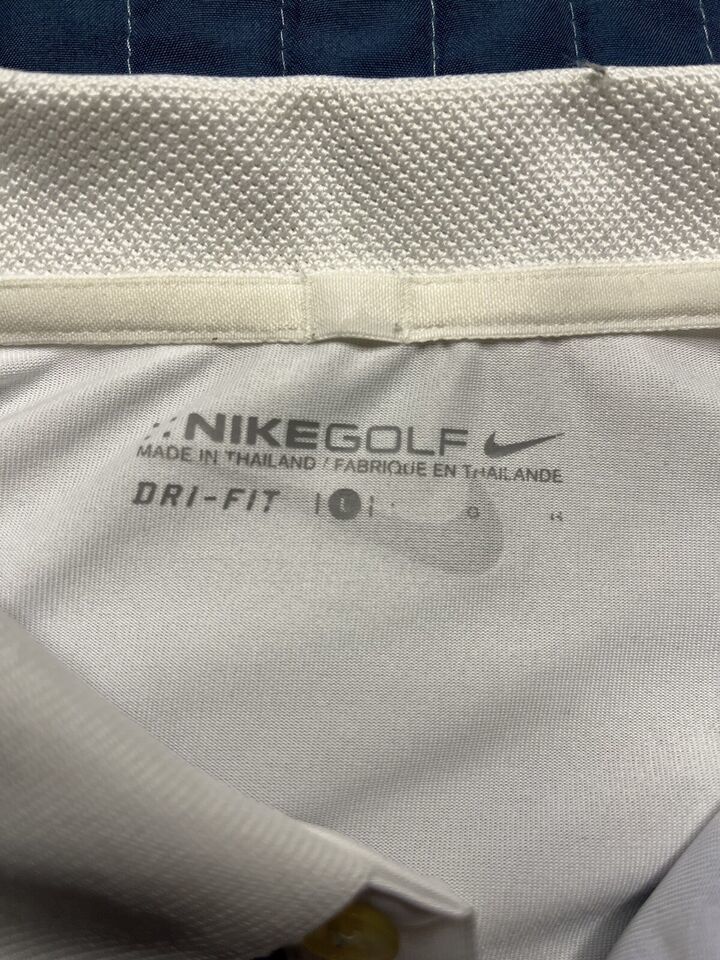 NIKEGOLF
MADE IN THAILAND / FABRIQUE EN THAILANDE
DRI-FIT | L |